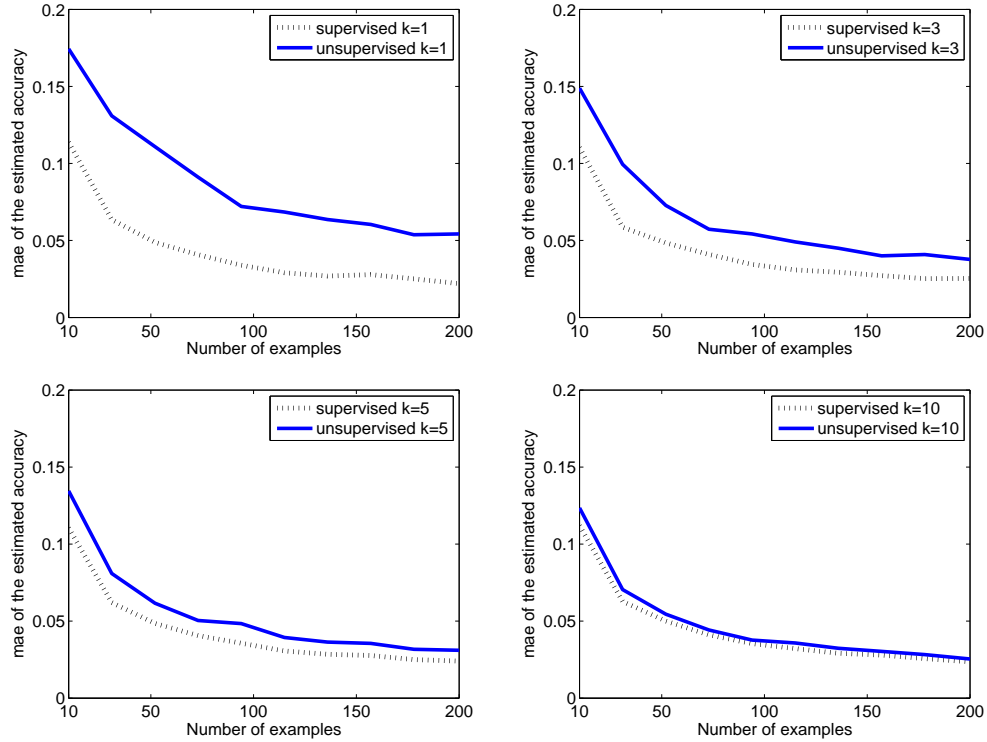 0.2
0.15
0.1
0.05
0
10 50 100 150 200
Number of examples
mae of the estimated accuracy
supervised k=1
unsupervised k=1
0.2
0.15
0.1
0.05
0
10 50 100 150 200
Number of examples
mae of the estimated accuracy
supervised k=3
unsupervised k=3
0.2
0.15
0.1
0.05
0
10 50 100 150 200
Number of examples
mae of the estimated accuracy
supervised k=5
unsupervised k=5
0.2
0.15
0.1
0.05
0
10 50 100 150 200
Number of examples
mae of the estimated accuracy
supervised k=10
unsupervised k=10